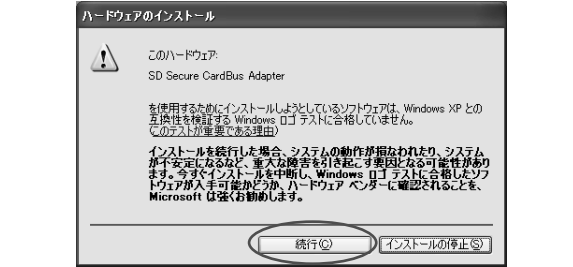 ハードウェアのインストール
このハードウェア:
SD Secure CardBus Adapter
を使用するためにインストールしようとしているソフトウェアは、Windows XP との
互換性を検証する Windows ロゴ テストに合格していません。
(このテストが重要である理由)
インストールを続行した場合、システムの動作が損なわれたり、システム
が不安定になるなど、重大な障害を引き起こす要因となる可能性があり
ます。今すぐインストールを中断し、Windows ロゴ テストに合格したソフ
トウェアが入手可能かどうか、ハードウェア ベンダーに確認されることを、
Microsoft は強くお勧めします。
続行(C)
インストールの停止(S)